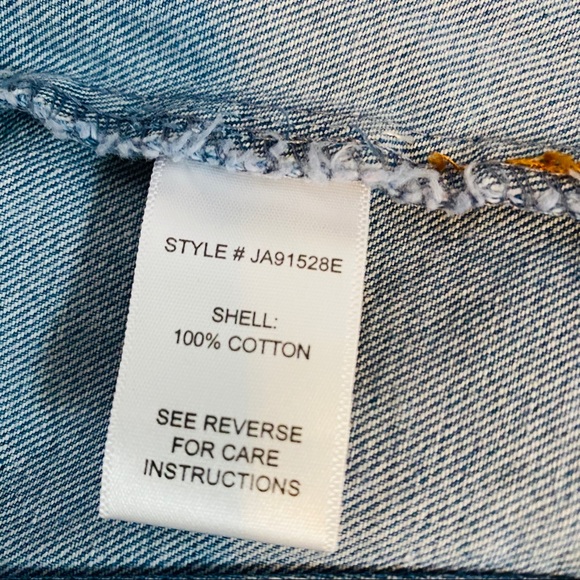 STYLE # JA91528E
SHELL:
100% COTTON
SEE REVERSE
FOR CARE
INSTRUCTIONS